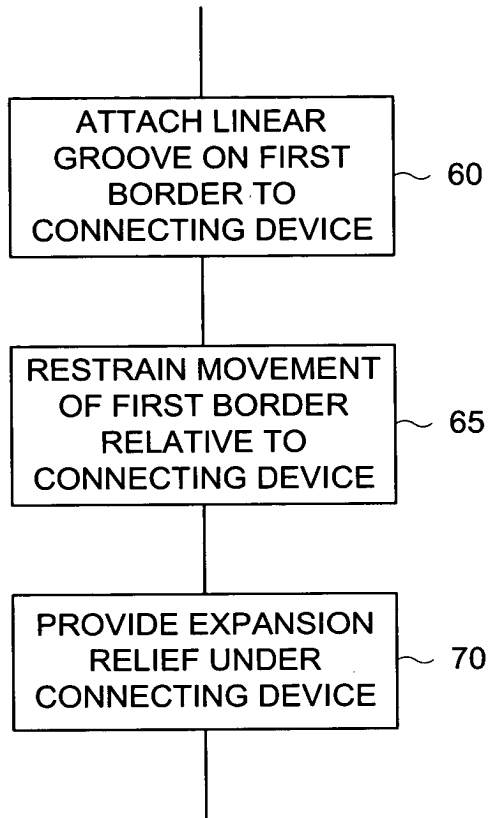 ATTACH LINEAR
GROOVE ON FIRST
BORDER TO
CONNECTING DEVICE
60
RESTRAIN MOVEMENT
OF FIRST BORDER
RELATIVE TO
CONNECTING DEVICE
65
PROVIDE EXPANSION
RELIEF UNDER
CONNECTING DEVICE
70